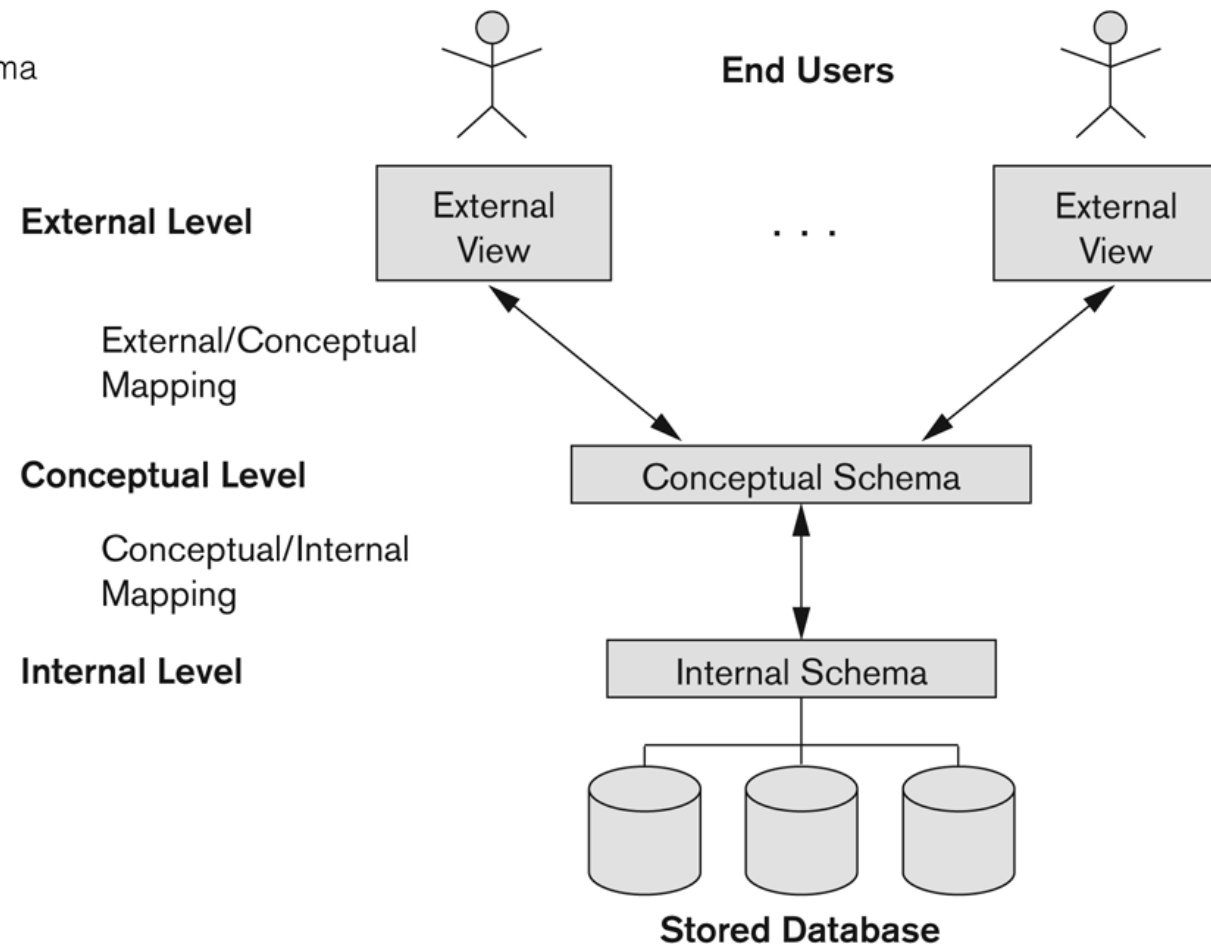 ma
End Users
External Level
External
View
. . .
External
View
External/Conceptual
Mapping
Conceptual Level
Conceptual Schema
Conceptual/Internal
Mapping
Internal Level
Internal Schema
Stored Database